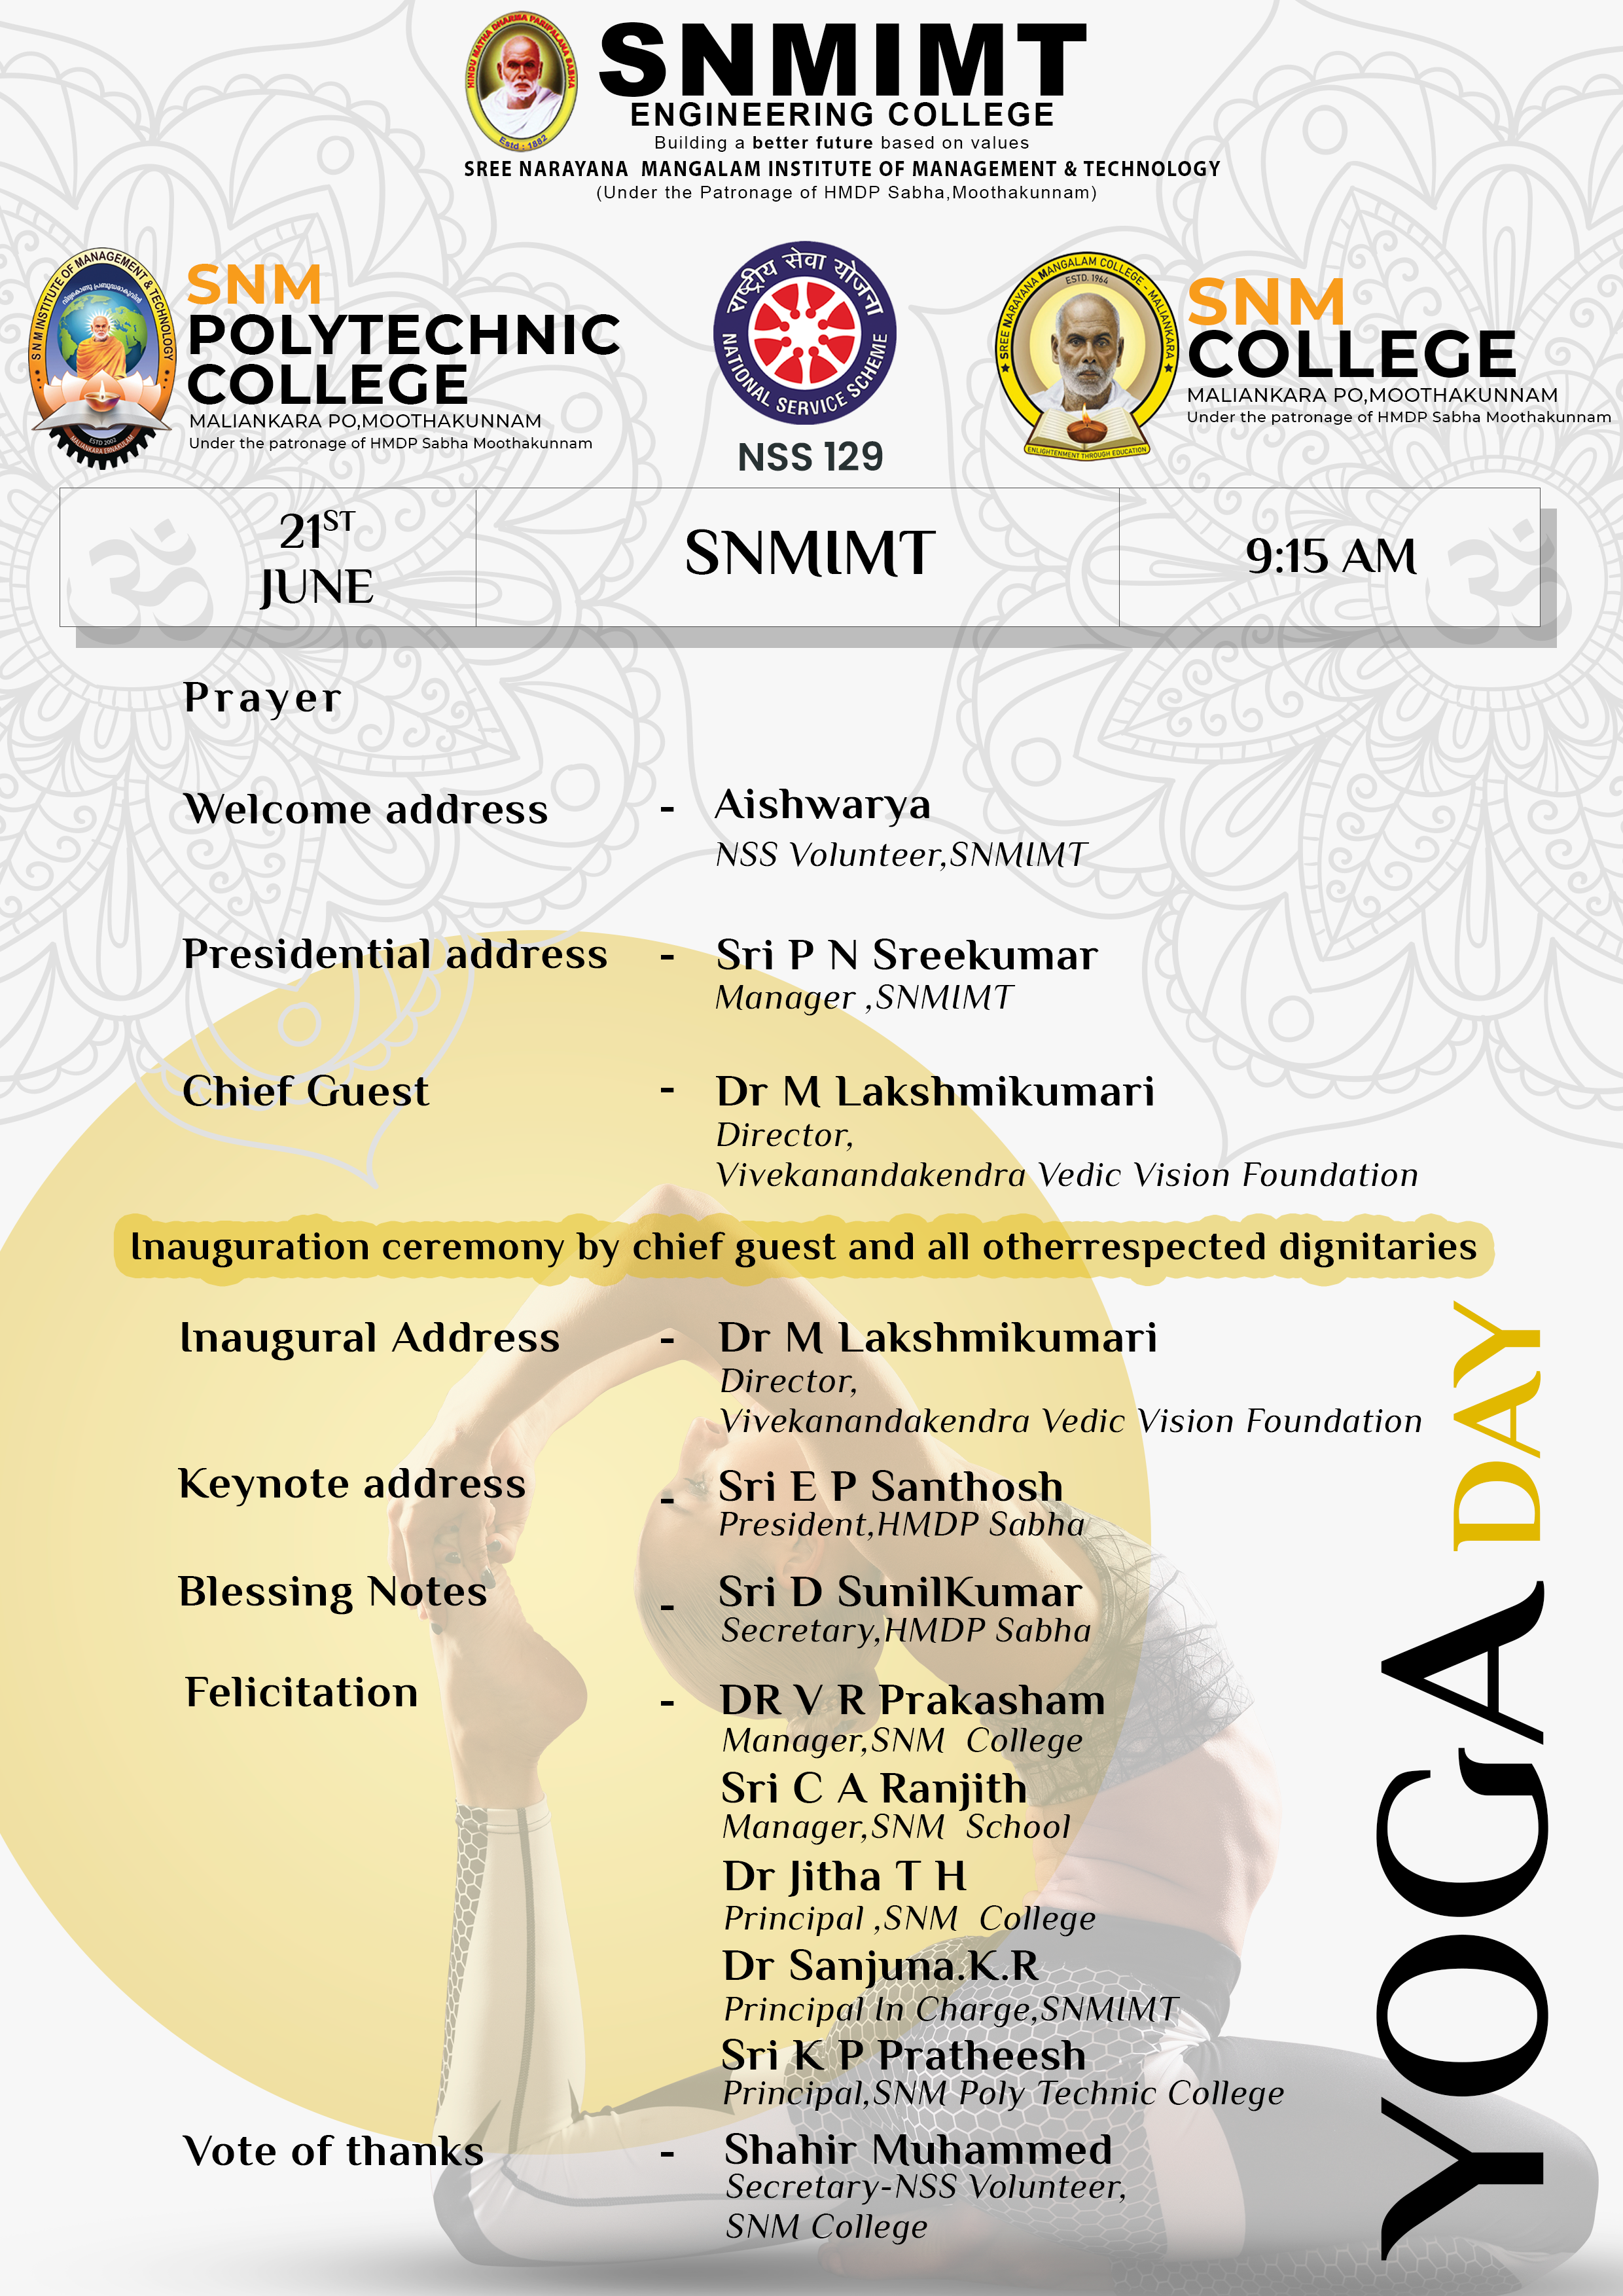 HINDU MATHA DHARMA PARIPALANA SABHA
Estd : 1882
SNMIMT
ENGINEERING COLLEGE
Building a better future based on values
SREE NARAYANA MANGALAM INSTITUTE OF MANAGEMENT & TECHNOLOGY
(Under the Patronage of HMDP Sabha,Moothakunnam)
S N M INSTITUTE OF MANAGEMENT & TECHNOLOGY
ESTD 2002
MALIANKARA ERNAKULAM
SNM
POLYTECHNIC
COLLEGE
MALIANKARA PO,MOOTHAKUNNAM
Under the patronage of HMDP Sabha Moothakunnam
राष्ट्रीय सेवा योजना
NATIONAL SERVICE SCHEME
NSS 129
SREE NARAYANA MANGALAM COLLEGE - MALIANKARA
ESTD. 1964
ENLIGHTENMENT THROUGH EDUCATION
SNM
COLLEGE
MALIANKARA PO,MOOTHAKUNNAM
Under the patronage of HMDP Sabha Moothakunnam
ॐ
21ST
JUNE
SNMIMT
9:15 AM
ॐ
Prayer
Welcome address - Aishwarya
NSS Volunteer,SNMIMT
Presidential address - Sri P N Sreekumar
Manager ,SNMIMT
Chief Guest - Dr M Lakshmikumari
Director,
Vivekanandakendra Vedic Vision Foundation
Inauguration ceremony by chief guest and all otherrespected dignitaries
Inaugural Address - Dr M Lakshmikumari
Director,
Vivekanandakendra Vedic Vision Foundation
Keynote address - Sri E P Santhosh
President,HMDP Sabha
Blessing Notes - Sri D SunilKumar
Secretary,HMDP Sabha
Felicitation - DR V R Prakasham
Manager,SNM College
Sri C A Ranjith
Manager,SNM School
Dr Jitha T H
Principal ,SNM College
Dr Sanjuna.K.R
Principal In Charge,SNMIMT
Sri K P Pratheesh
Principal,SNM Poly Technic College
Vote of thanks - Shahir Muhammed
Secretary-NSS Volunteer,
SNM College
YOGA DAY